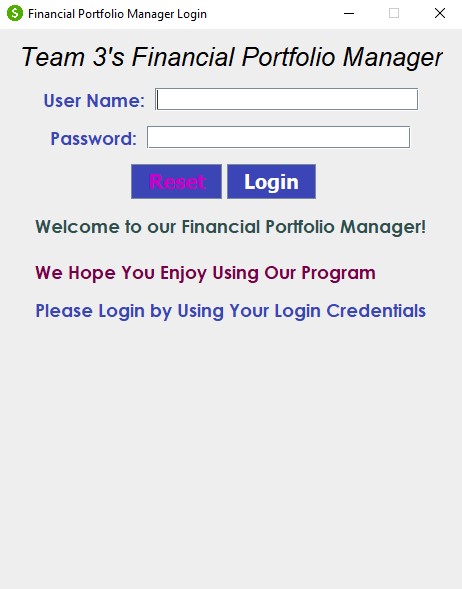 Financial Portfolio Manager Login
Team 3's Financial Portfolio Manager
User Name:
Password:
Reset Login
Welcome to our Financial Portfolio Manager!
We Hope You Enjoy Using Our Program
Please Login by Using Your Login Credentials